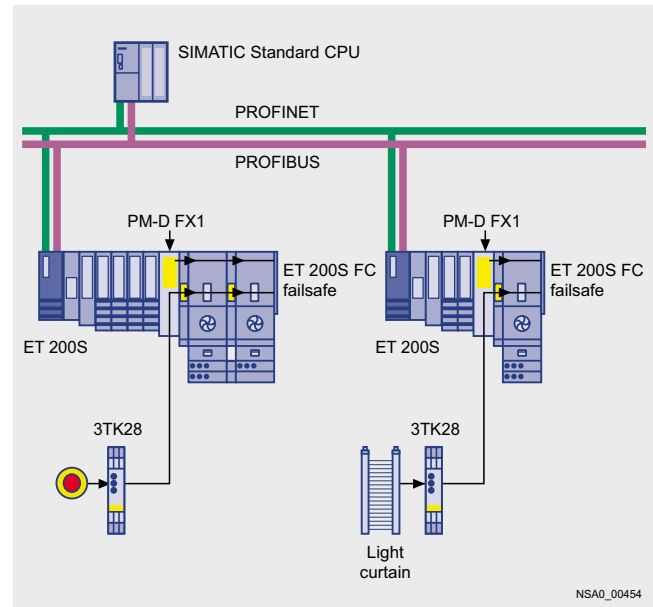 SIMATIC Standard CPU
PROFINET
PROFIBUS
PM-D FX1
ET 200S FC
failsafe
ET 200S
3TK28
PM-D FX1
ET 200S FC
failsafe
ET 200S
3TK28
Light
curtain
NSA0_00454